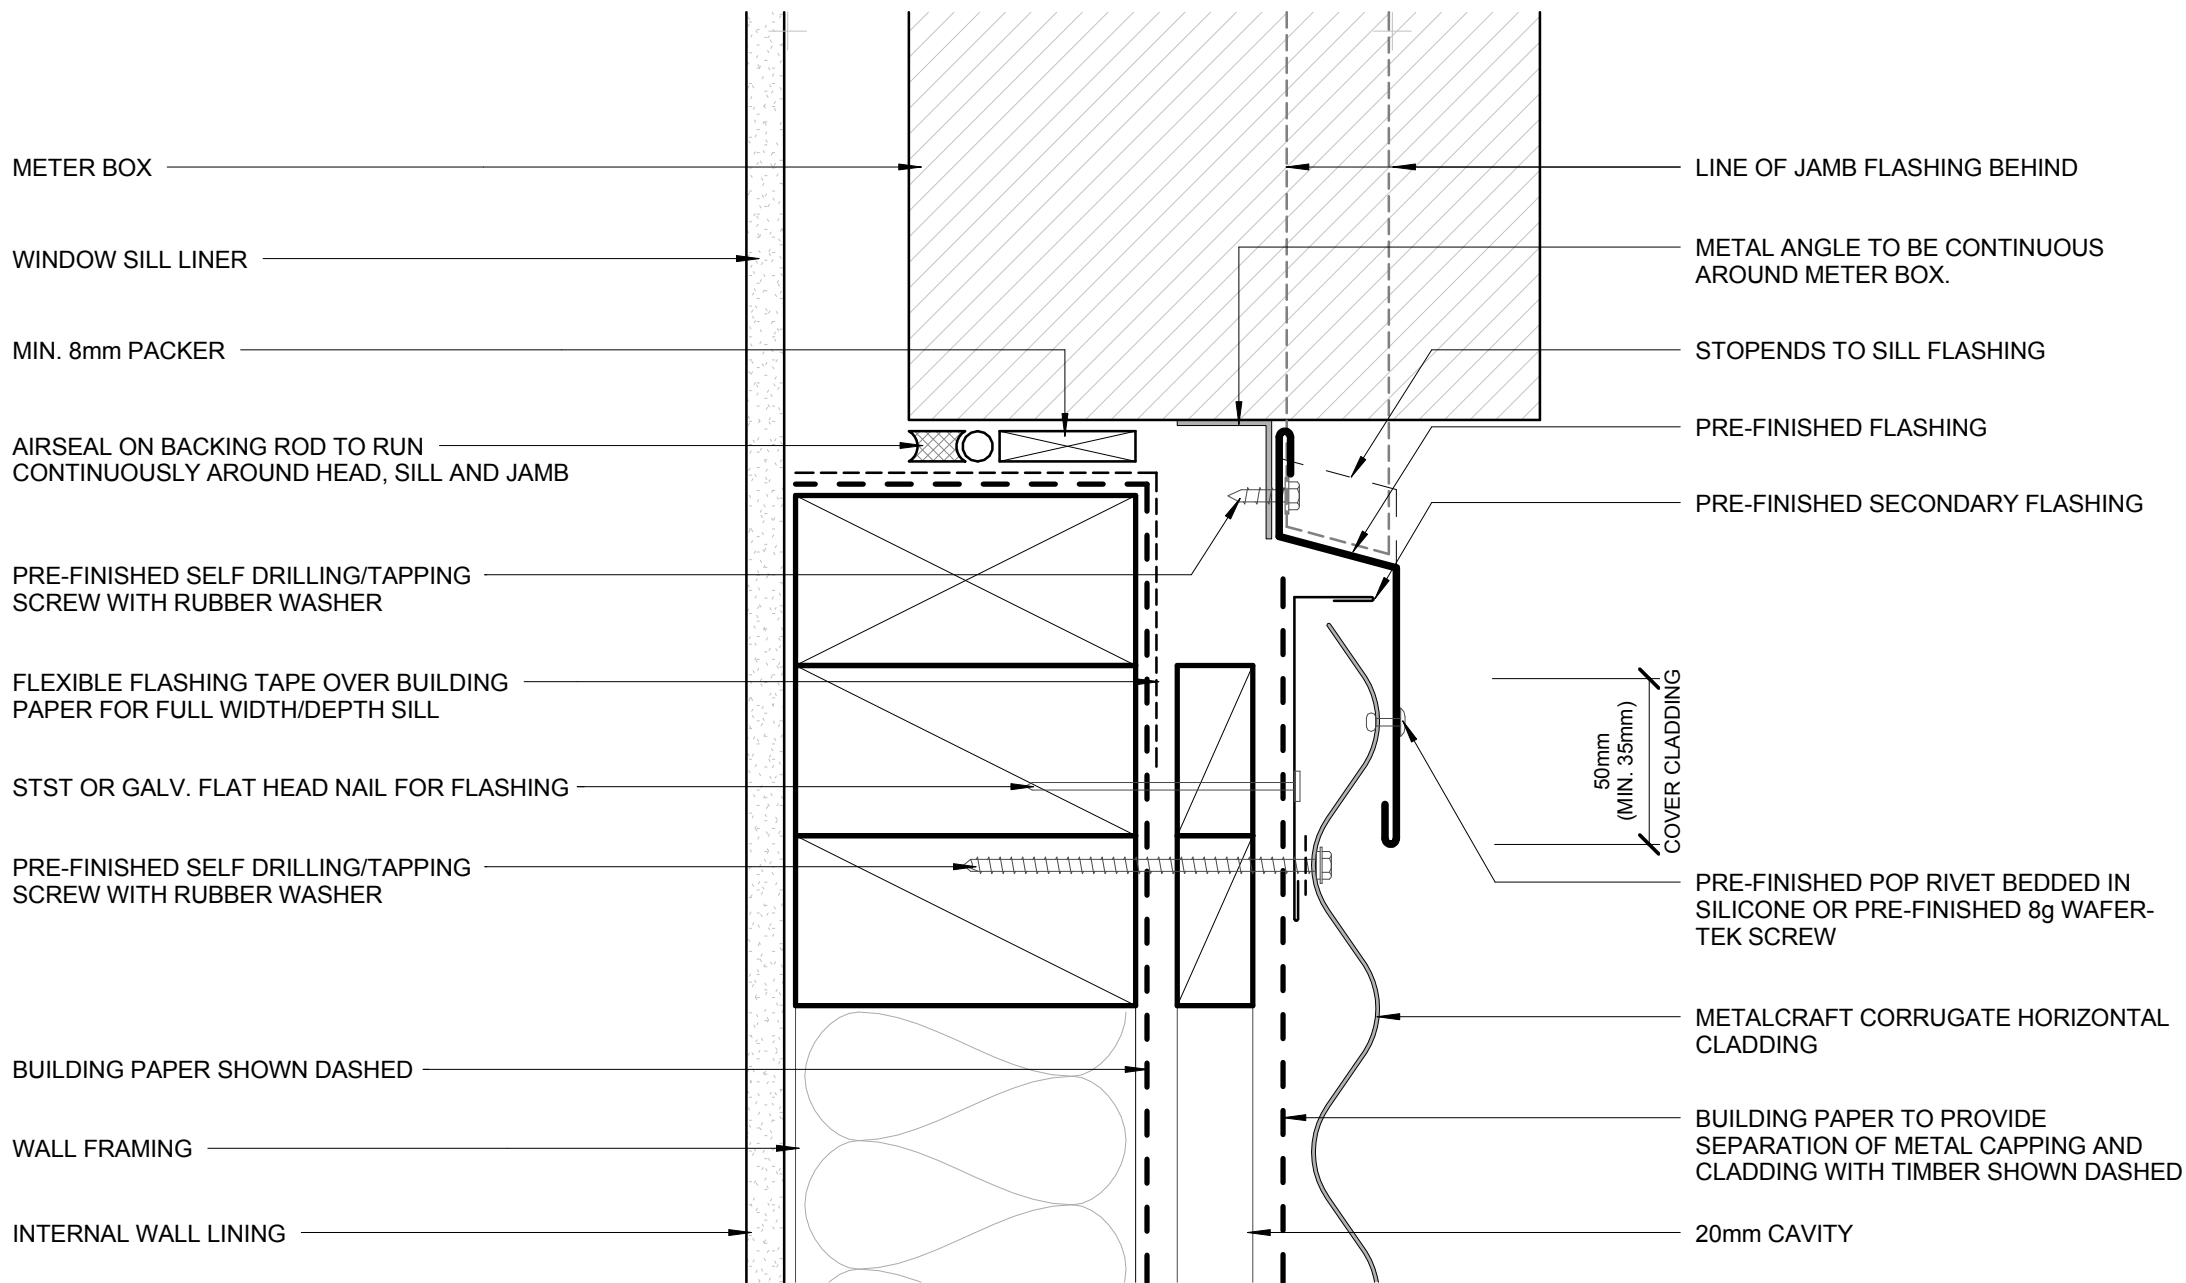 METER BOX
WINDOW SILL LINER
MIN. 8mm PACKER
AIRSEAL ON BACKING ROD TO RUN
CONTINUOUSLY AROUND HEAD, SILL AND JAMB
PRE-FINISHED SELF DRILLING/TAPPING
SCREW WITH RUBBER WASHER
FLEXIBLE FLASHING TAPE OVER BUILDING
PAPER FOR FULL WIDTH/DEPTH SILL
STST OR GALV. FLAT HEAD NAIL FOR FLASHING
PRE-FINISHED SELF DRILLING/TAPPING
SCREW WITH RUBBER WASHER
BUILDING PAPER SHOWN DASHED
WALL FRAMING
INTERNAL WALL LINING
LINE OF JAMB FLASHING BEHIND
METAL ANGLE TO BE CONTINUOUS
AROUND METER BOX.
STOPENDS TO SILL FLASHING
PRE-FINISHED FLASHING
PRE-FINISHED SECONDARY FLASHING
50mm
(MIN. 35mm)
COVER CLADDING
PRE-FINISHED POP RIVET BEDDED IN
SILICONE OR PRE-FINISHED 8g WAFER-
TEK SCREW
METALCRAFT CORRUGATE HORIZONTAL
CLADDING
BUILDING PAPER TO PROVIDE
SEPARATION OF METAL CAPPING AND
CLADDING WITH TIMBER SHOWN DASHED
20mm CAVITY